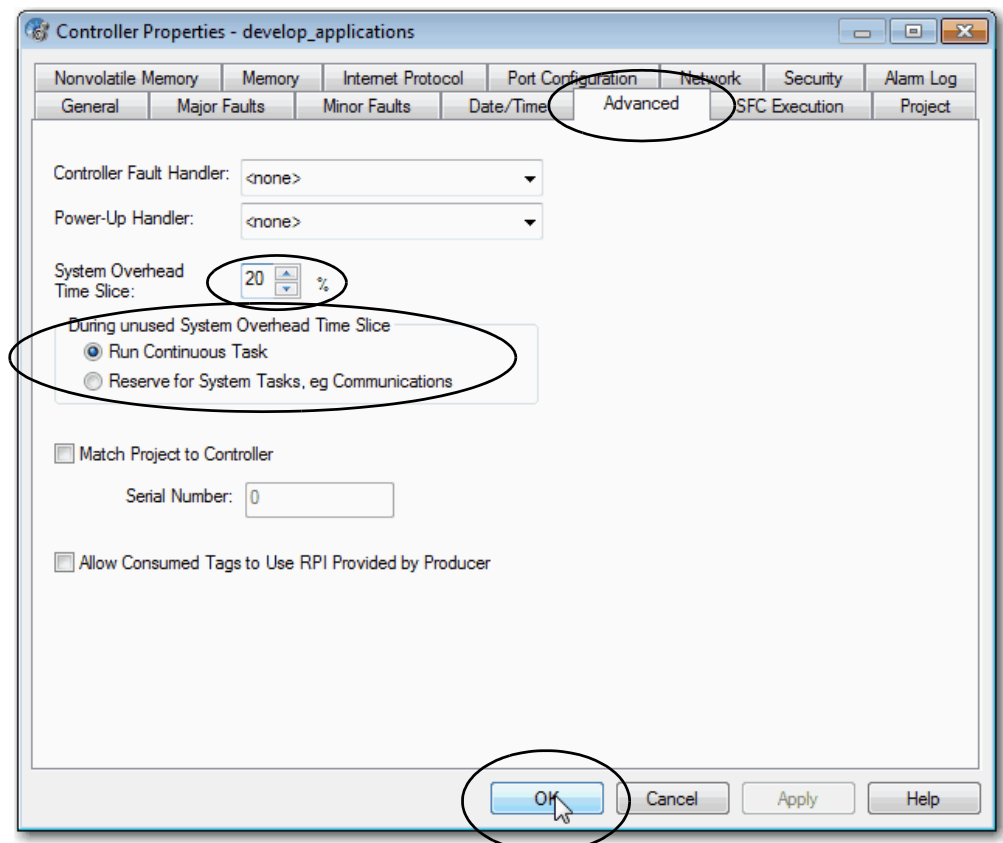 Controller Properties - develop_applications
Nonvolatile Memory Memory Internet Protocol Port Configuration Network Security Alarm Log
General Major Faults Minor Faults Date/Time Advanced SFC Execution Project
Controller Fault Handler: <none>
Power-Up Handler: <none>
System Overhead
Time Slice: 20 %
During unused System Overhead Time Slice
Run Continuous Task
Reserve for System Tasks, eg Communications
Match Project to Controller
Serial Number: 0
Allow Consumed Tags to Use RPI Provided by Producer
OK Cancel Apply Help